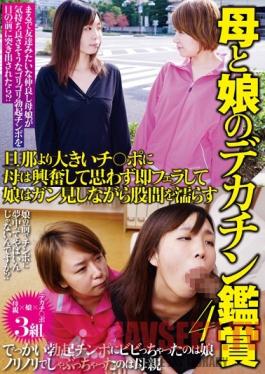 母と娘のデカチン鑑賞
4
まるで友達みたいな仲良し母娘が
気持ち良さそうなゴリゴリ勃起チンポを
目の前に突き出されたら?!
旦那より大きいチ○ポに
母は興奮して思わず即フェラして
娘はガン見しながら股間を濡らす
3組
でっかい勃起チンポにビビっちゃったのは娘
ノリノリでしゃぶっちゃったのは母親